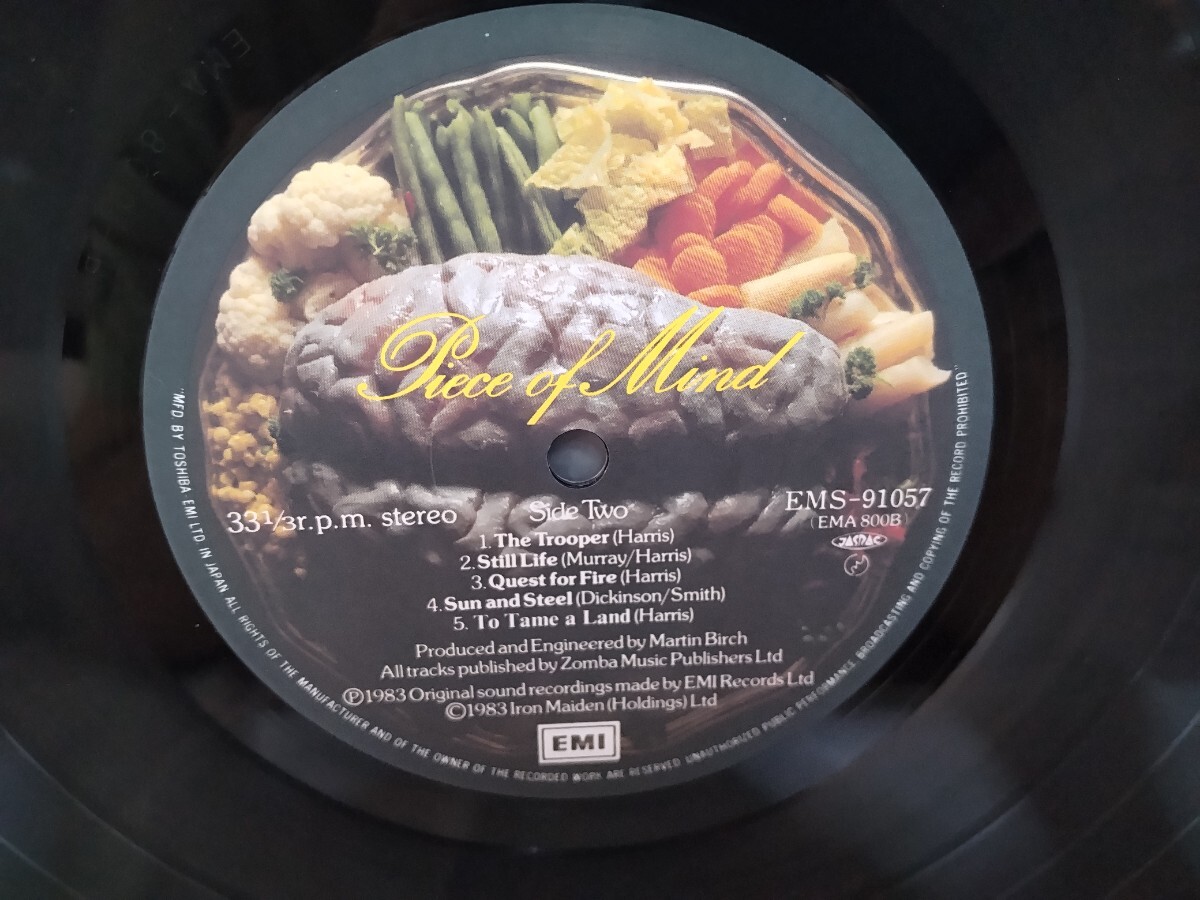 Piece of Mind
33 1/3 r.p.m. stereo
Side Two
EMS-91057
(EMA 800B)
JASRAC
1. The Trooper (Harris)
2. Still Life (Murray/Harris)
3. Quest for Fire (Harris)
4. Sun and Steel (Dickinson/Smith)
5. To Tame a Land (Harris)
Produced and Engineered by Martin Birch
All tracks published by Zomba Music Publishers Ltd
Ⓟ1983 Original sound recordings made by EMI Records Ltd
©1983 Iron Maiden (Holdings) Ltd
EMI
"MFD BY TOSHIBA EMI LTD IN JAPAN ALL RIGHTS OF THE MANUFACTURER AND OF THE OWNER OF THE RECORDED WORK ARE RESERVED UNAUTHORIZED PUBLIC PERFORMANCE BROADCASTING AND COPYING OF THE RECORD PROHIBITED"